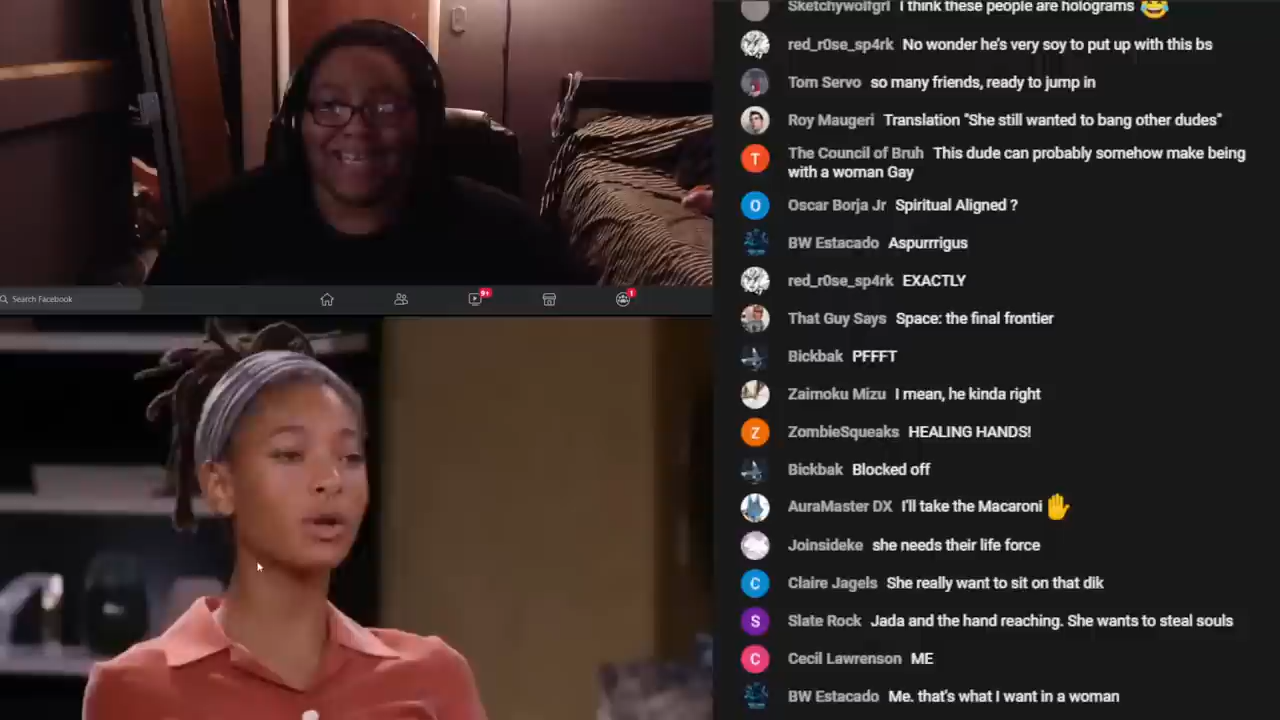 Sketchywolfgrl I think these people are holograms 😂
red_r0se_sp4rk No wonder he's very soy to put up with this bs
Tom Servo so many friends, ready to jump in
Roy Maugeri Translation "She still wanted to bang other dudes"
T The Council of Bruh This dude can probably somehow make being
with a woman Gay
O Oscar Borja Jr Spiritual Aligned ?
BW Estacado Aspurrrigus
red_r0se_sp4rk EXACTLY
Search Facebook
9+
1
That Guy Says Space: the final frontier
Bickbak PFFFT
Zaimoku Mizu I mean, he kinda right
Z ZombieSqueaks HEALING HANDS!
Bickbak Blocked off
AuraMaster DX I'll take the Macaroni ✋
Joinsideke she needs their life force
C Claire Jagels She really want to sit on that dik
S Slate Rock Jada and the hand reaching. She wants to steal souls
C Cecil Lawrenson ME
BW Estacado Me. that's what I want in a woman